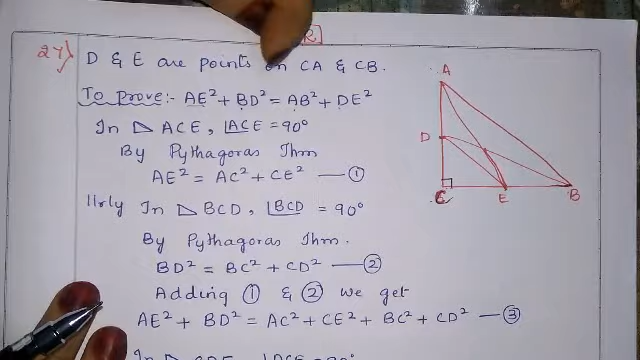 27) D & E are points on CA & CB.
To prove:- AE² + BD² = AB² + DE²
In △ ACE, ∠ACE = 90°
By Pythagoras Thm
AE² = AC² + CE² — ①
llrly In △ BCD, ∠BCD = 90°
By Pythagoras Thm.
BD² = BC² + CD² — ②
Adding ① & ② we get
AE² + BD² = AC² + CE² + BC² + CD² — ③
A
D
C
E
B